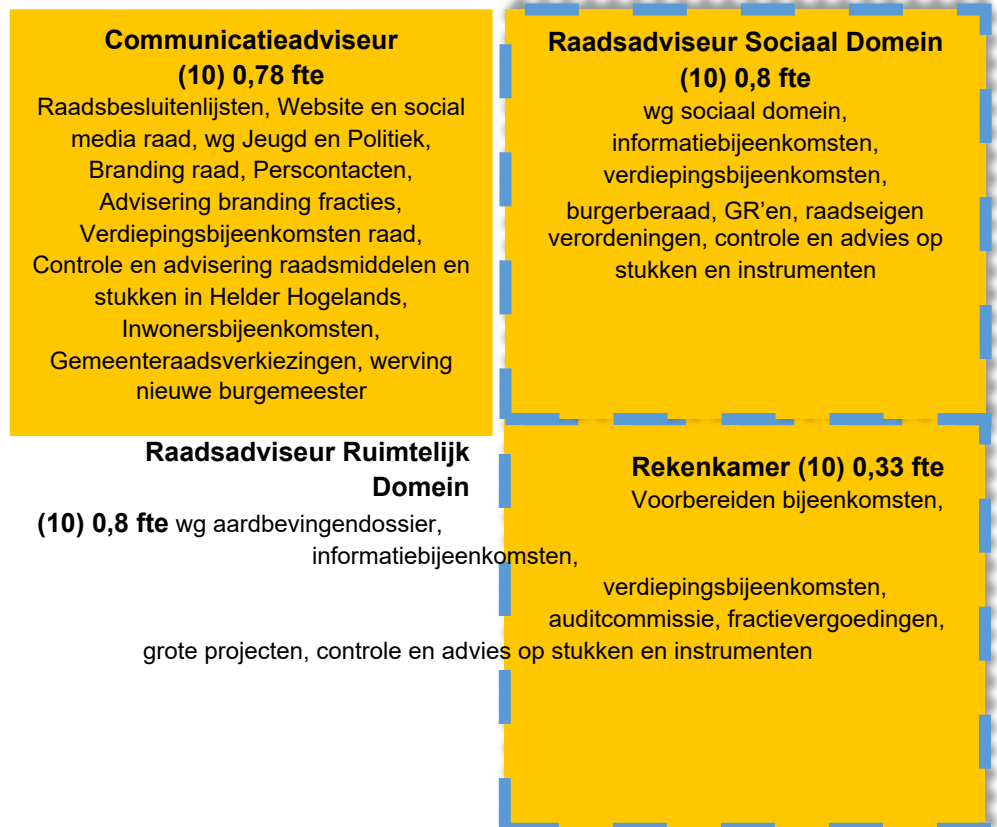 Communicatieadviseur
(10) 0,78 fte
Raadsbesluitenlijsten, Website en social
media raad, wg Jeugd en Politiek,
Branding raad, Perscontacten,
Advisering branding fracties,
Verdiepingsbijeenkomsten raad,
Controle en advisering raadsmiddelen en
stukken in Helder Hogelands,
Inwonersbijeenkomsten,
Gemeenteraadsverkiezingen, werving
nieuwe burgemeester
Raadsadviseur Sociaal Domein
(10) 0,8 fte
wg sociaal domein,
informatiebijeenkomsten,
verdiepingsbijeenkomsten,
burgerberaad, GR’en, raadseigen
verordeningen, controle en advies op
stukken en instrumenten
Raadsadviseur Ruimtelijk
Domein
(10) 0,8 fte wg aardbevingendossier,
informatiebijeenkomsten,
Rekenkamer (10) 0,33 fte
Voorbereiden bijeenkomsten,
verdiepingsbijeenkomsten,
auditcommissie, fractievergoedingen,
grote projecten, controle en advies op stukken en instrumenten